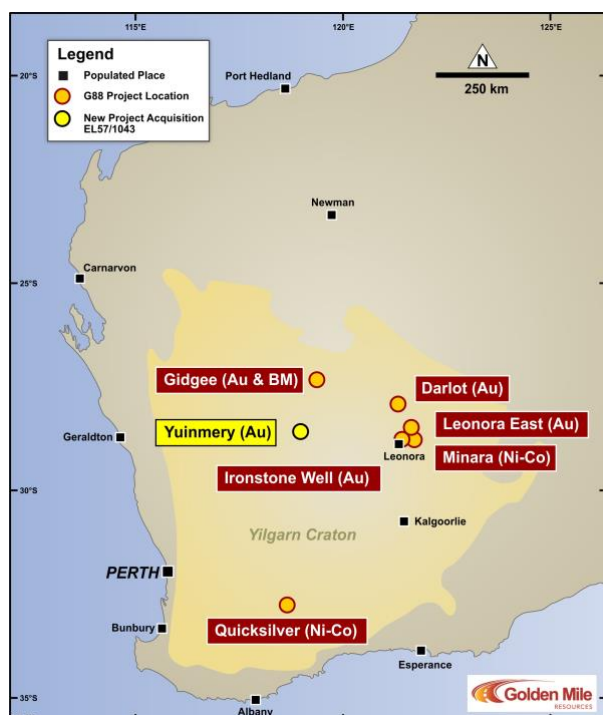 115°E
120°E
125°E
20°S
25°S
30°S
35°S
Legend
Populated Place
G88 Project Location
New Project Acquisition
EL57/1043
N
250 km
Port Hedland
Newman
Carnarvon
Gidgee (Au & BM)
Darlot (Au)
Yuinmery (Au)
Leonora East (Au)
Geraldton
Leonora
Minara (Ni-Co)
Ironstone Well (Au)
Kalgoorlie
Yilgarn Craton
PERTH
Bunbury
Quicksilver (Ni-Co)
Esperance
Albany
Golden Mile
RESOURCES